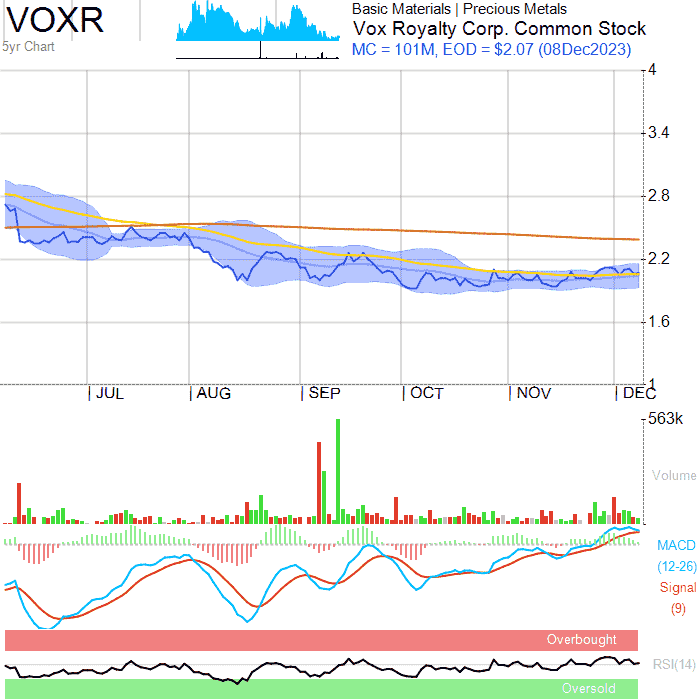 VOXR
5yr Chart
Basic Materials | Precious Metals
Vox Royalty Corp. Common Stock
MC = 101M, EOD = $2.07 (08Dec2023)
4
3.4
2.8
2.2
1.6
1
JUL AUG SEP OCT NOV DEC
563k
Volume
MACD
(12-26)
Signal
(9)
Overbought
RSI(14)
Oversold